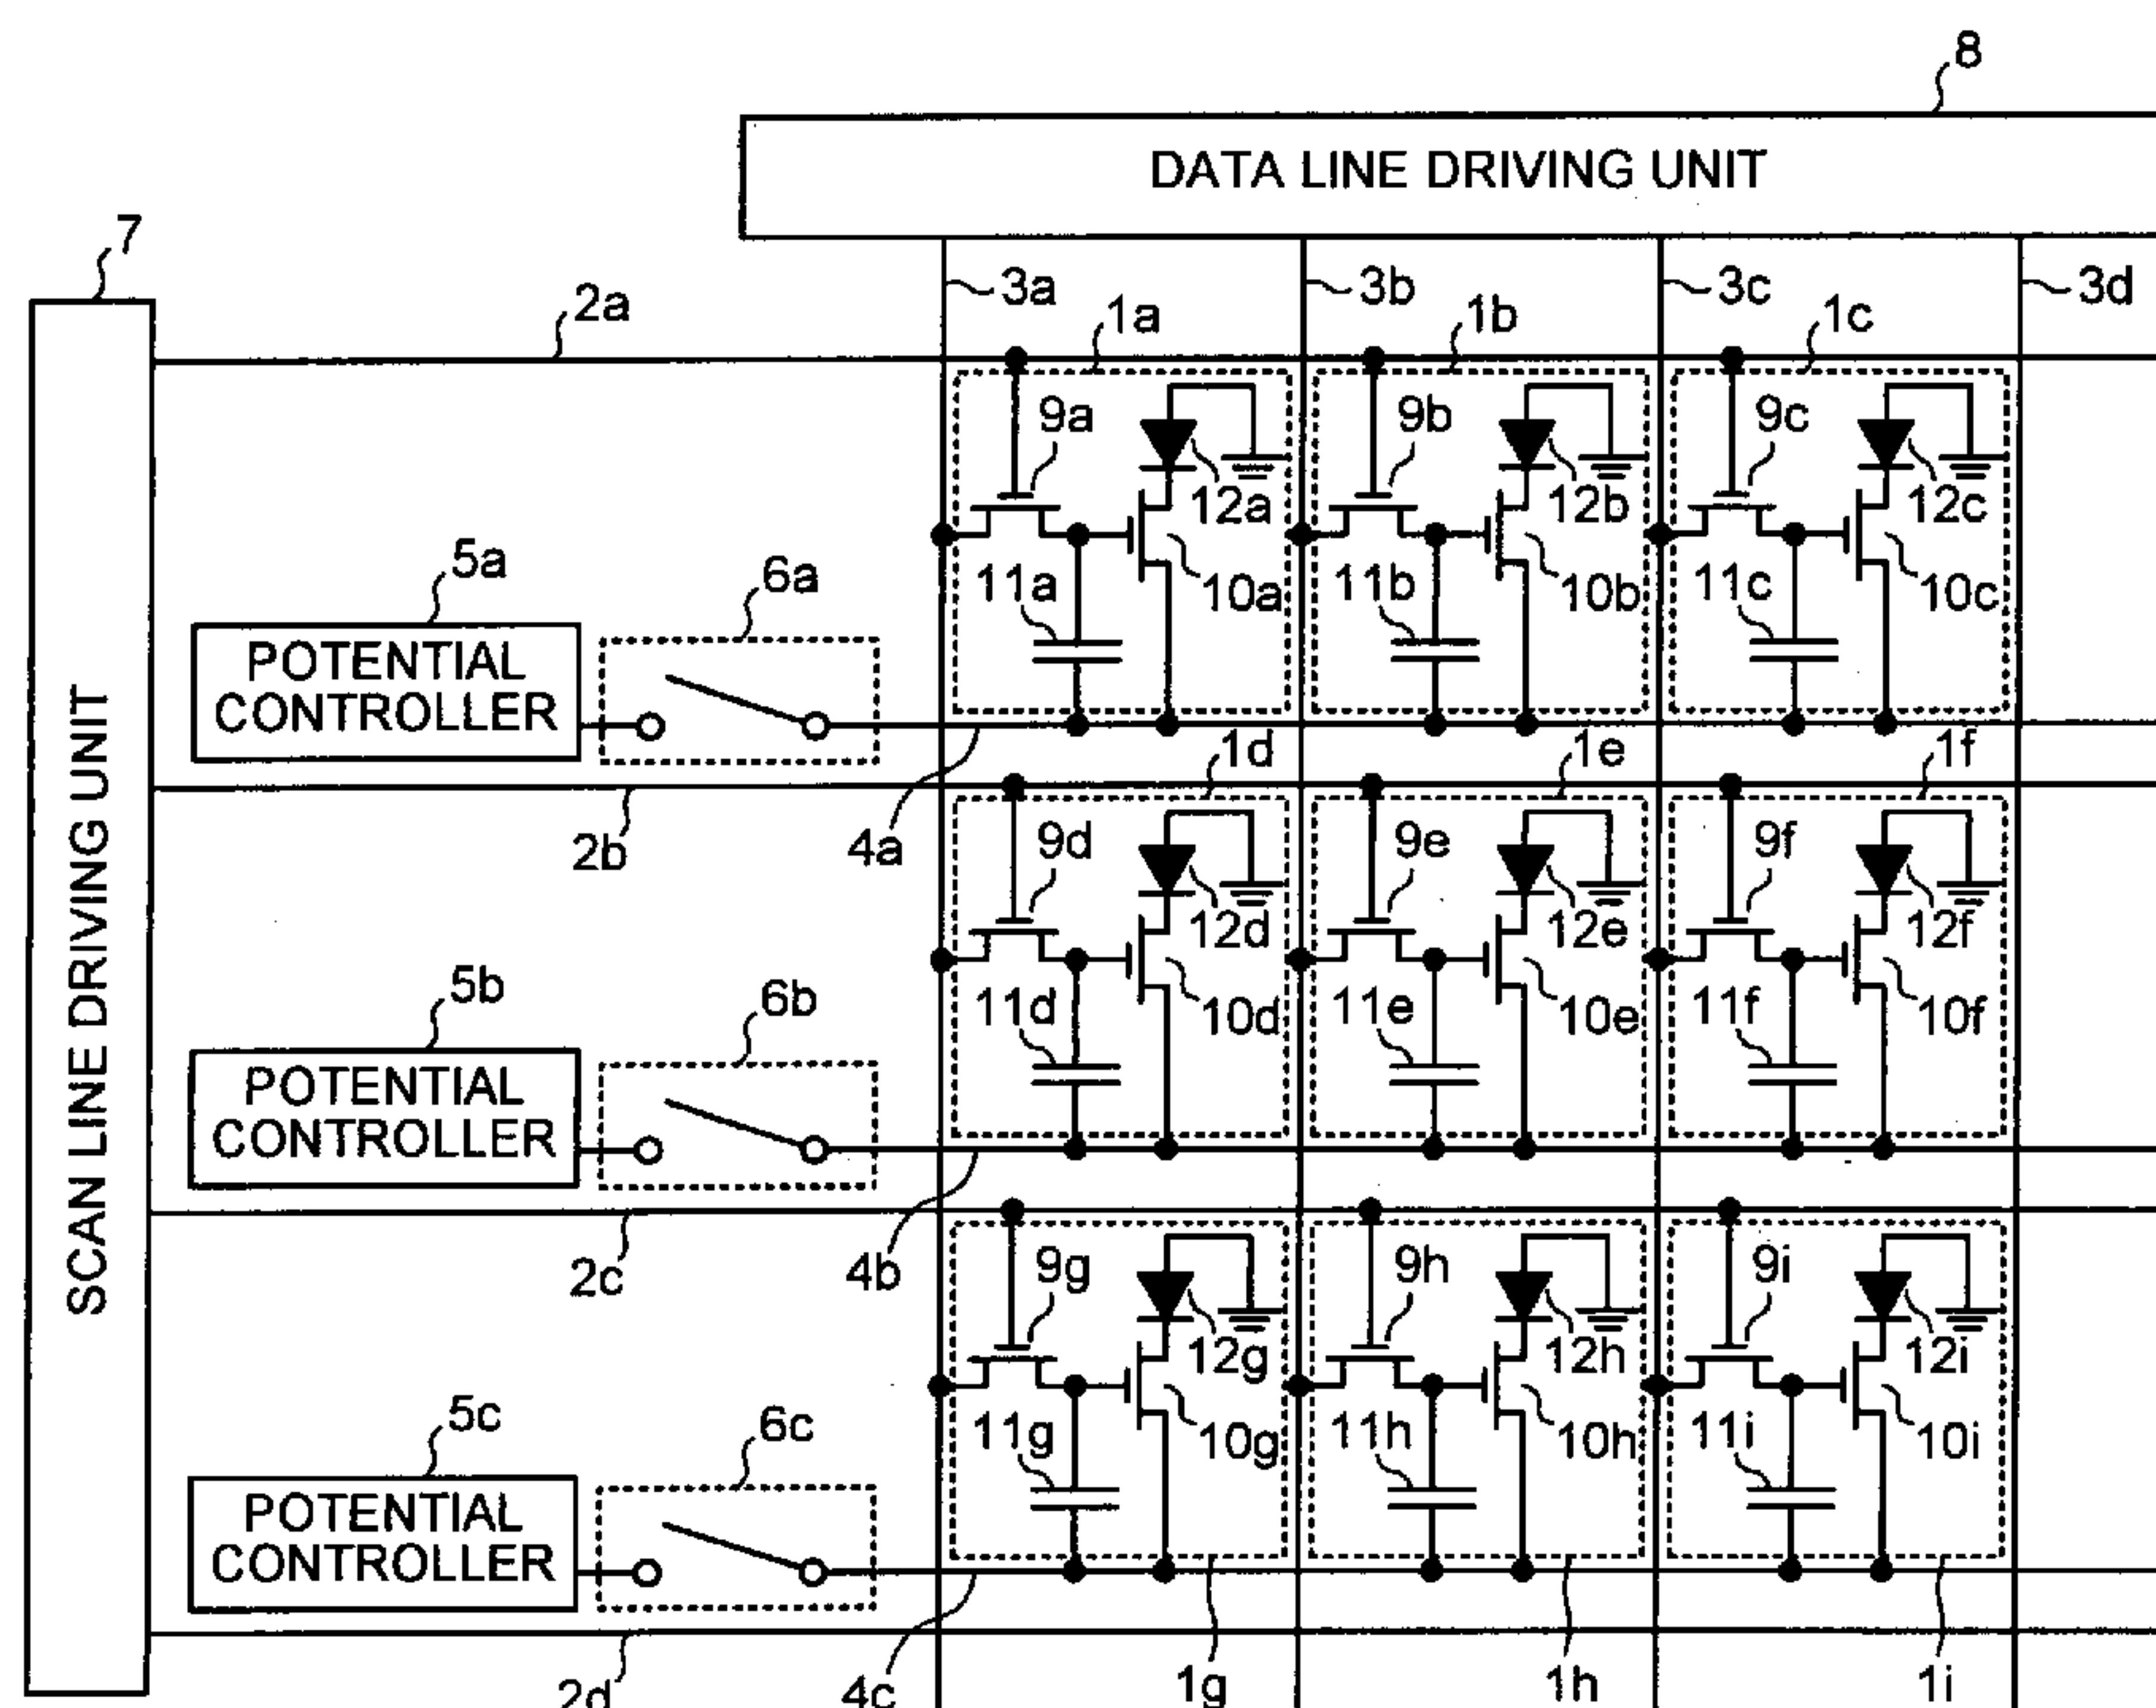 8
DATA LINE DRIVING UNIT
7
3a 3b 3c 3d
2a
1a 1b 1c
9a 9b 9c
12a 12b 12c
5a
6a
11a 10a 11b 10b 11c 10c
POTENTIAL
CONTROLLER
SCAN LINE DRIVING UNIT
1d 1e 1f
2b
4a
9d 9e 9f
12d 12e 12f
5b
6b
11d 10d 11e 10e 11f 10f
POTENTIAL
CONTROLLER
2c
4b
9g 9h 9i
12g 12h 12i
5c
6c
11g 10g 11h 10h 11i 10i
POTENTIAL
CONTROLLER
2d
4c
1g 1h 1i